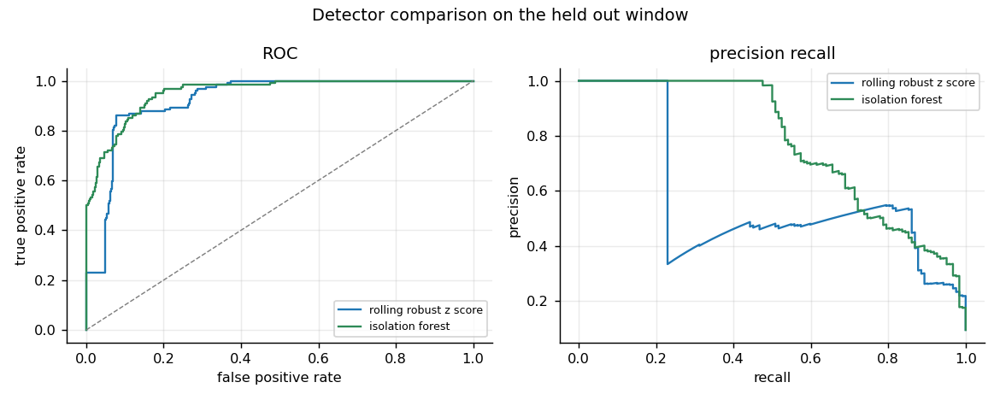 Detector comparison on the held out window
ROC
true positive rate
1.0
0.8
0.6
0.4
0.2
0.0
0.0 0.2 0.4 0.6 0.8 1.0
false positive rate
rolling robust z score
isolation forest
precision recall
precision
1.0
0.8
0.6
0.4
0.2
0.0 0.2 0.4 0.6 0.8 1.0
recall
rolling robust z score
isolation forest